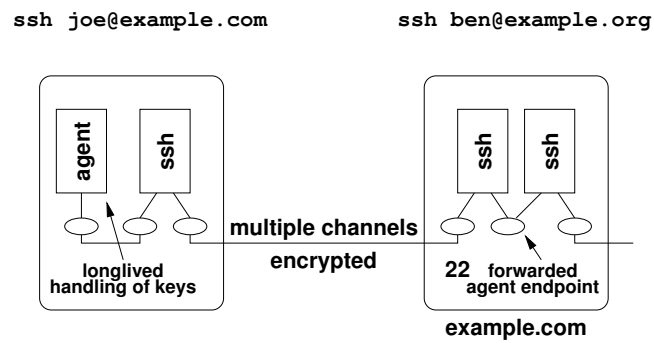 ssh joe@example.com
ssh ben@example.org
agent
ssh
ssh
ssh
multiple channels
encrypted
longlived
handling of keys
22
forwarded
agent endpoint
example.com